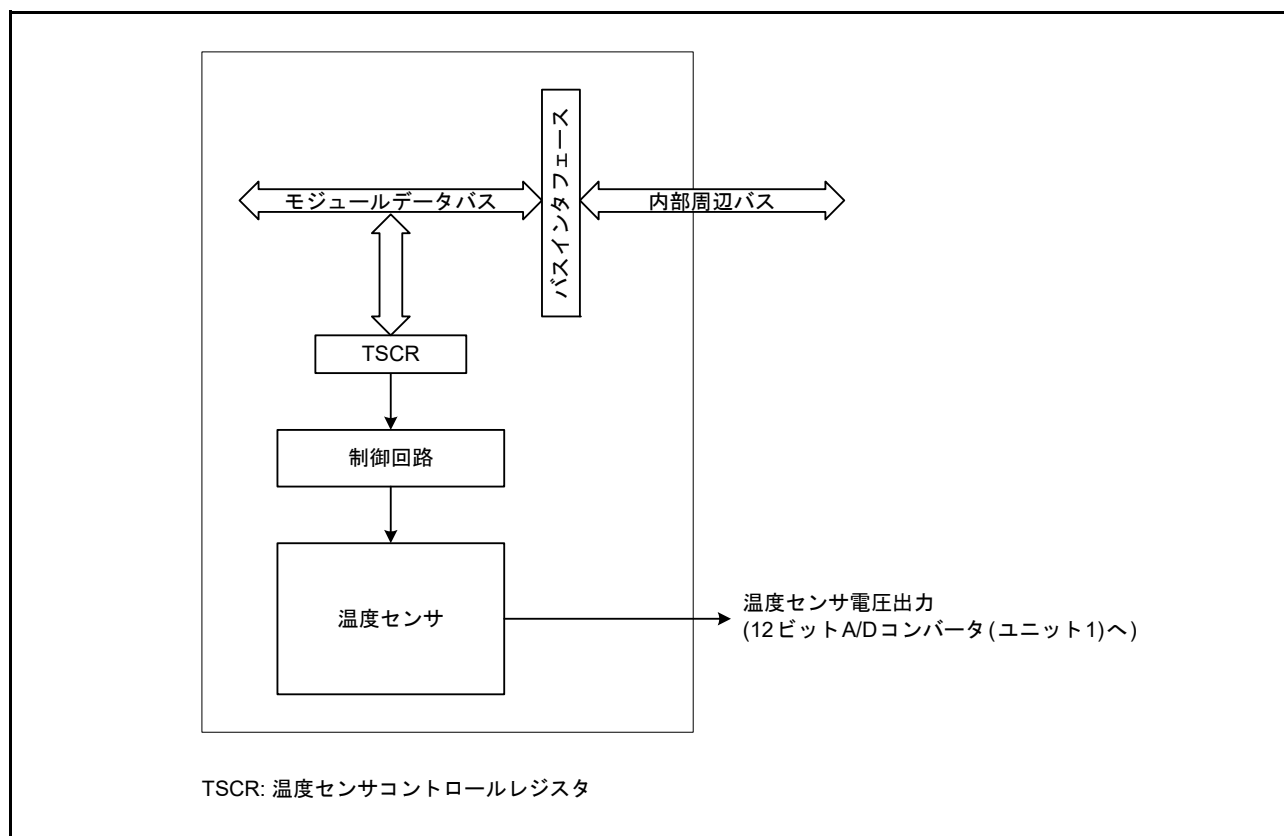 バスインタフェース
モジュールデータバス
内部周辺バス
TSCR
制御回路
温度センサ
温度センサ電圧出力
(12ビットA/Dコンバータ(ユニット1)へ)
TSCR: 温度センサコントロールレジスタ